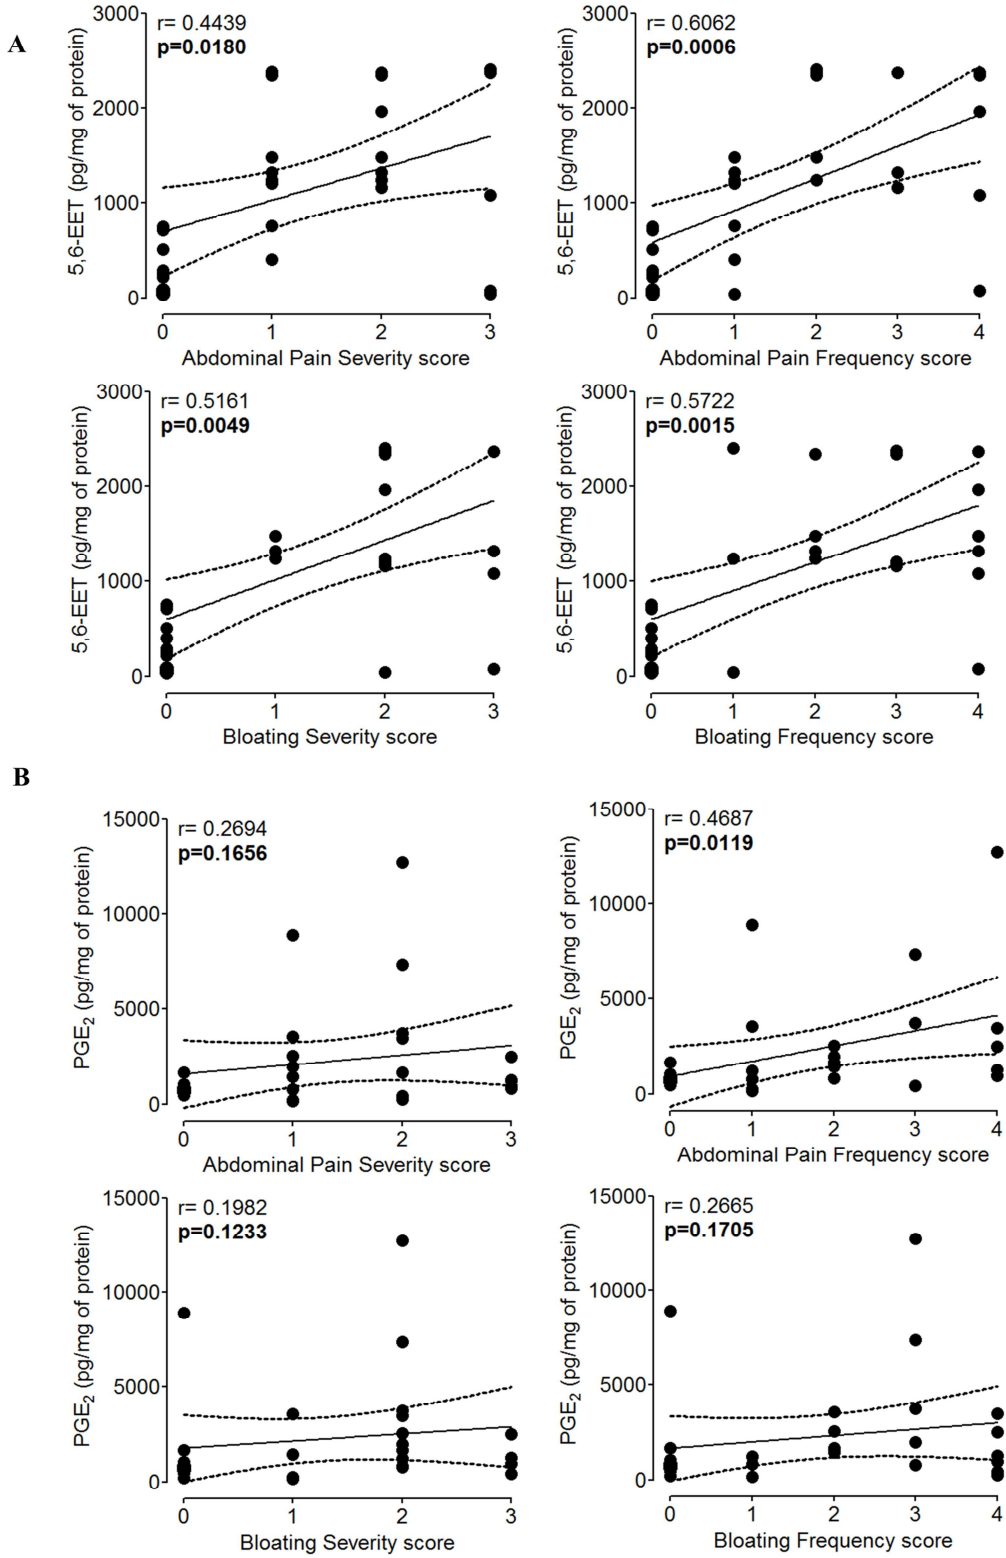 A
r= 0.4439
p=0.0180
5,6-EET (pg/mg of protein)
3000
2000
1000
0
0 1 2 3
Abdominal Pain Severity score
r= 0.6062
p=0.0006
5,6-EET (pg/mg of protein)
3000
2000
1000
0
0 1 2 3 4
Abdominal Pain Frequency score
r= 0.5161
p=0.0049
5,6-EET (pg/mg of protein)
3000
2000
1000
0
0 1 2 3
Bloating Severity score
r= 0.5722
p=0.0015
5,6-EET (pg/mg of protein)
3000
2000
1000
0
0 1 2 3 4
Bloating Frequency score
B
r= 0.2694
p=0.1656
PGE₂ (pg/mg of protein)
15000
10000
5000
0
0 1 2 3
Abdominal Pain Severity score
r= 0.4687
p=0.0119
PGE₂ (pg/mg of protein)
15000
10000
5000
0
0 1 2 3 4
Abdominal Pain Frequency score
r= 0.1982
p=0.1233
PGE₂ (pg/mg of protein)
15000
10000
5000
0
0 1 2 3
Bloating Severity score
r= 0.2665
p=0.1705
PGE₂ (pg/mg of protein)
15000
10000
5000
0
0 1 2 3 4
Bloating Frequency score